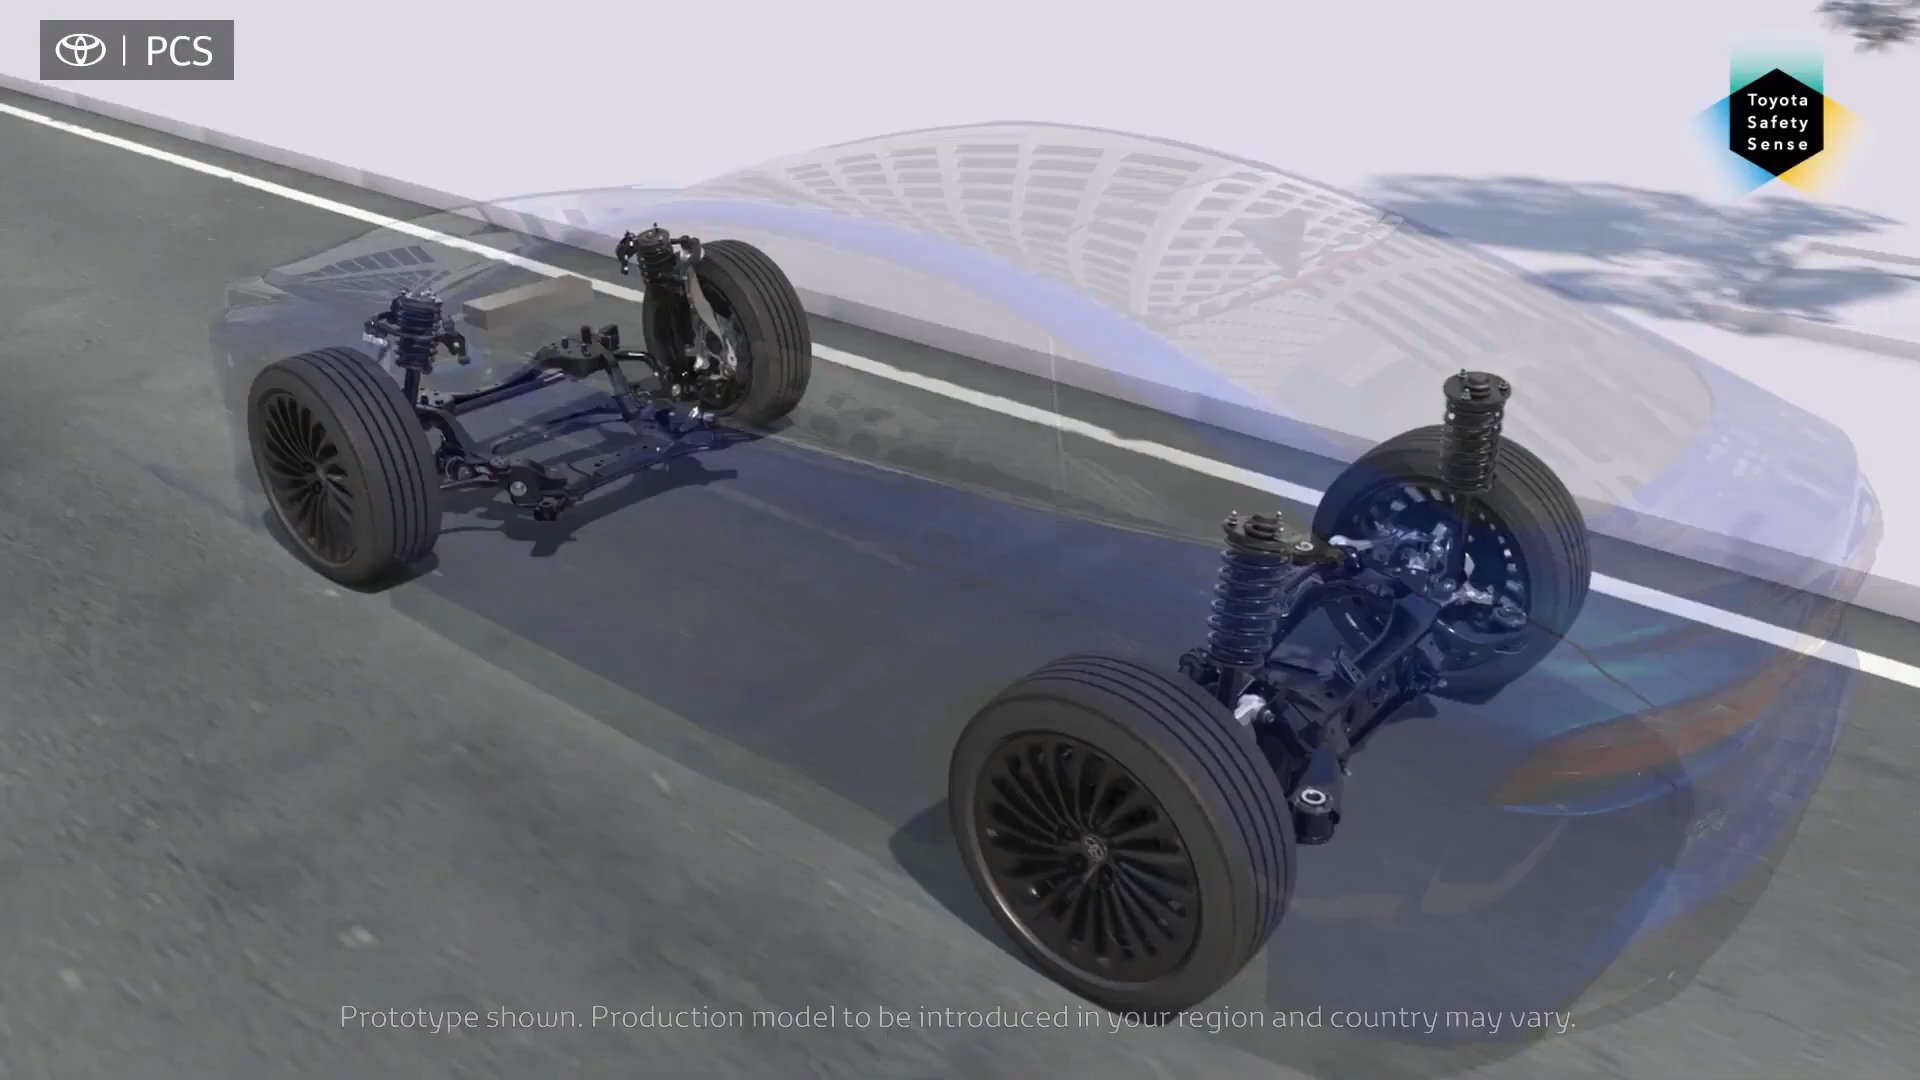 PCS
Toyota
Safety
Sense
Prototype shown. Production model to be introduced in your region and country may vary.